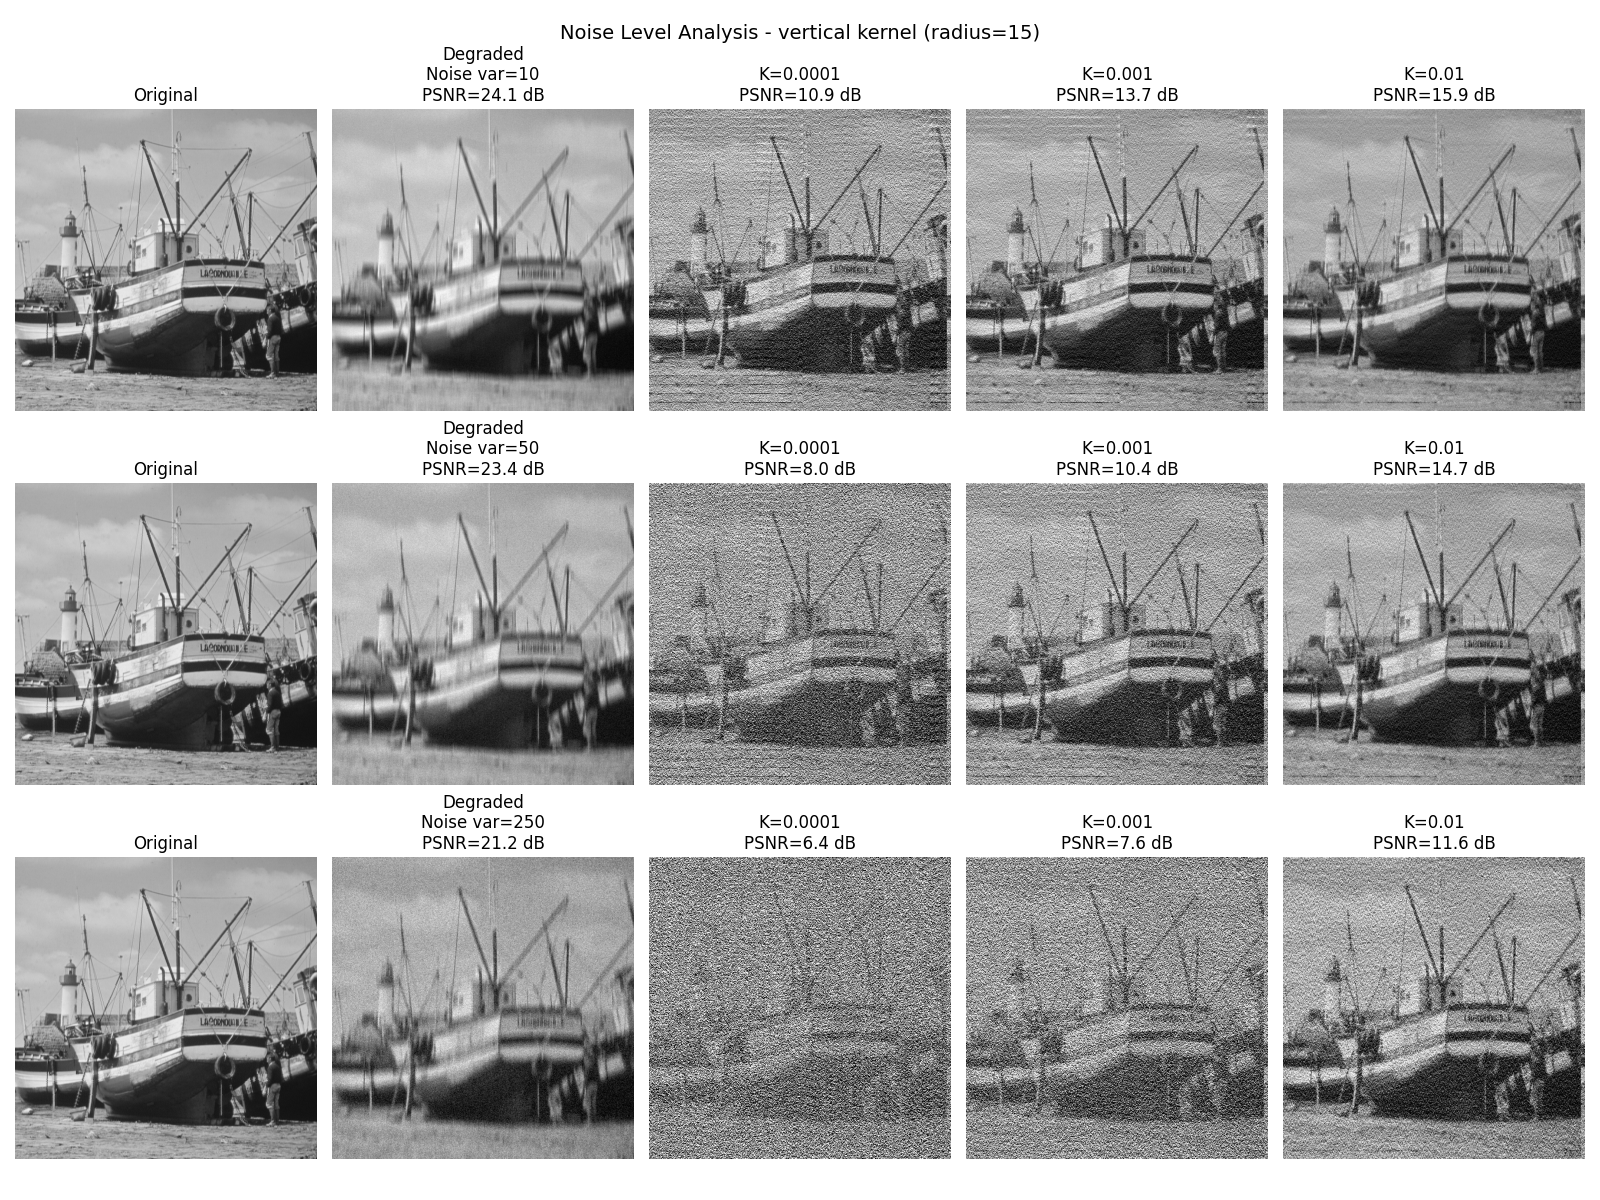 Noise Level Analysis - vertical kernel (radius=15)
Original
Degraded
Noise var=10
PSNR=24.1 dB
K=0.0001
PSNR=10.9 dB
K=0.001
PSNR=13.7 dB
K=0.01
PSNR=15.9 dB
Original
Degraded
Noise var=50
PSNR=23.4 dB
K=0.0001
PSNR=8.0 dB
K=0.001
PSNR=10.4 dB
K=0.01
PSNR=14.7 dB
Original
Degraded
Noise var=250
PSNR=21.2 dB
K=0.0001
PSNR=6.4 dB
K=0.001
PSNR=7.6 dB
K=0.01
PSNR=11.6 dB